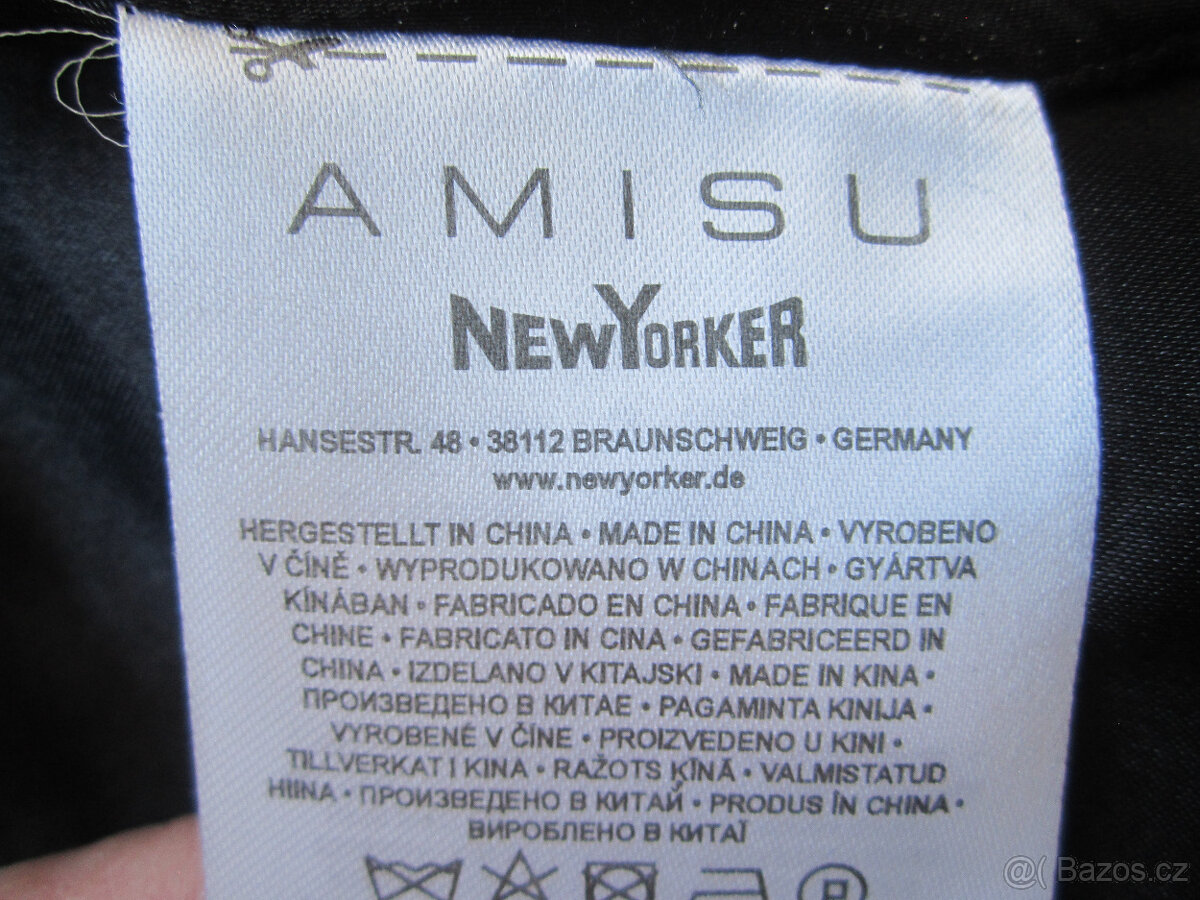 AMISU
NEWYORKER
HANSESTR. 48 • 38112 BRAUNSCHWEIG • GERMANY
www.newyorker.de
HERGESTELLT IN CHINA • MADE IN CHINA • VYROBENO
V ČÍNĚ • WYPRODUKOWANO W CHINACH • GYÁRTVA
KÍNÁBAN • FABRICADO EN CHINA • FABRIQUE EN
CHINE • FABRICATO IN CINA • GEFABRICEERD IN
CHINA • IZDELANO V KITAJSKI • MADE IN KINA •
ПРОИЗВЕДЕНО В КИТАЕ • PAGAMINTA KINIJA •
VYROBENÉ V ČÍNE • PROIZVEDENO U KINI •
TILLVERKAT I KINA • RAŽOTS ĶĪNĀ • VALMISTATUD
HIINA • ПРОИЗВЕДЕНО В КИТАЙ • PRODUS ÎN CHINA •
ВИРОБЛЕНО В КИТАЇ
P
@( Bazos.cz